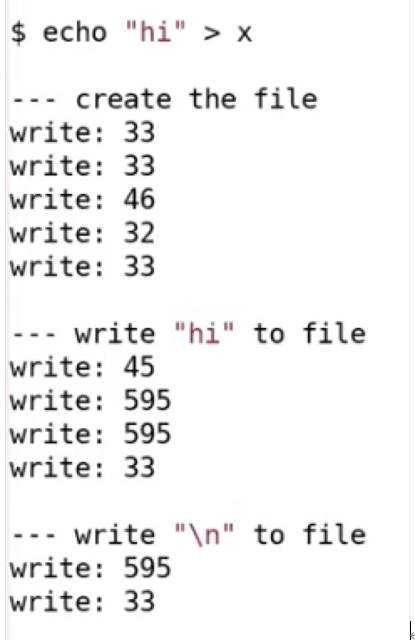 $ echo "hi" > x
--- create the file
write: 33
write: 33
write: 46
write: 32
write: 33
--- write "hi" to file
write: 45
write: 595
write: 595
write: 33
--- write "\n" to file
write: 595
write: 33